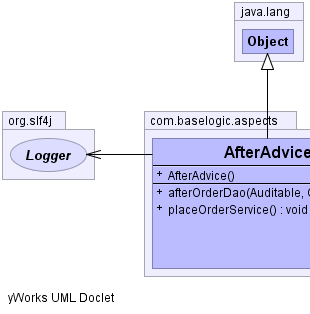 java.lang
Object
org.slf4j
Logger
com.baselogic.aspects
AfterAdvice
+ AfterAdvice()
+ afterOrderDao(Auditable,
+ placeOrderService() : void
yWorks UML Doclet